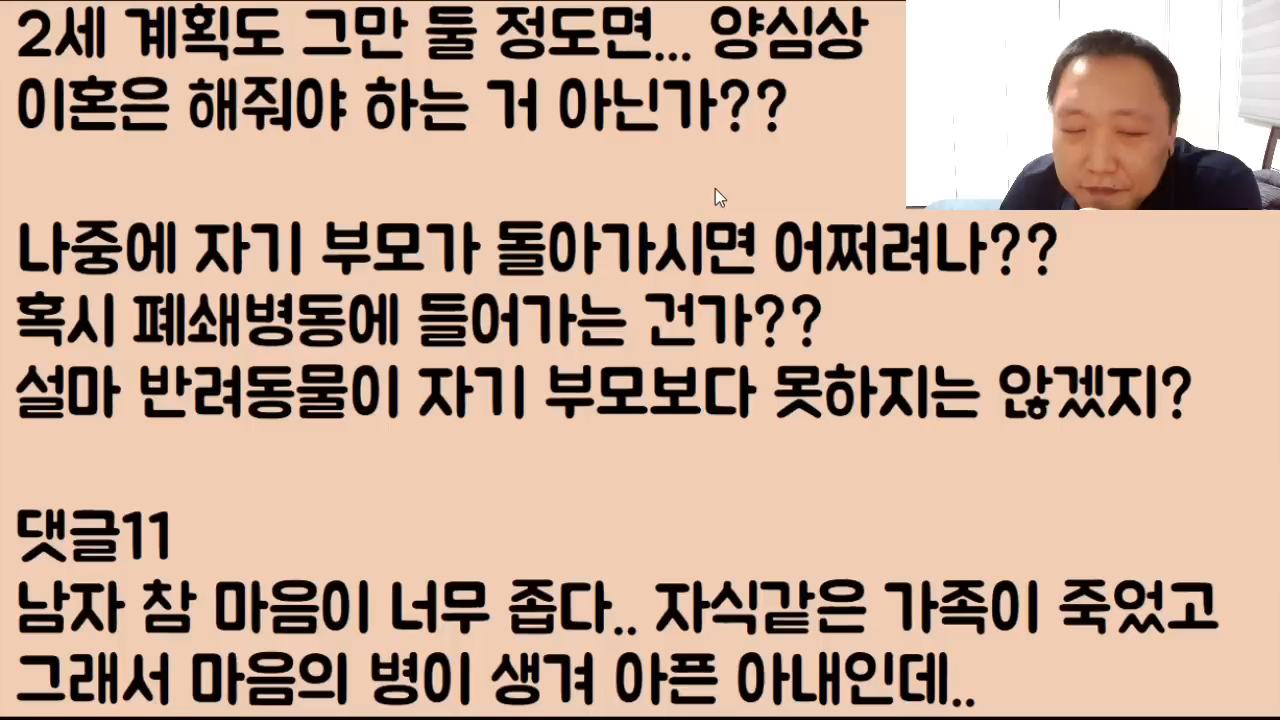 2세 계획도 그만 둘 정도면... 양심상
이혼은 해줘야 하는 거 아닌가??
나중에 자기 부모가 돌아가시면 어쩌려나??
혹시 폐쇄병동에 들어가는 건가??
설마 반려동물이 자기 부모보다 못하지는 않겠지?
댓글11
남자 참 마음이 너무 좁다.. 자식같은 가족이 죽었고
그래서 마음의 병이 생겨 아픈 아내인데..